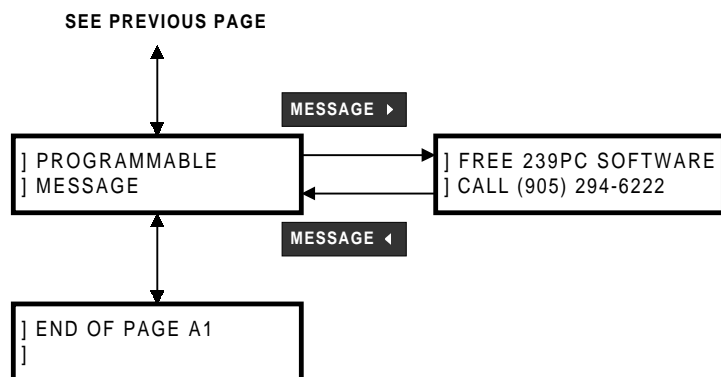 SEE PREVIOUS PAGE
MESSAGE ▶
] PROGRAMMABLE
] MESSAGE
] FREE 239PC SOFTWARE
] CALL (905) 294-6222
MESSAGE ◀
] END OF PAGE A1
]